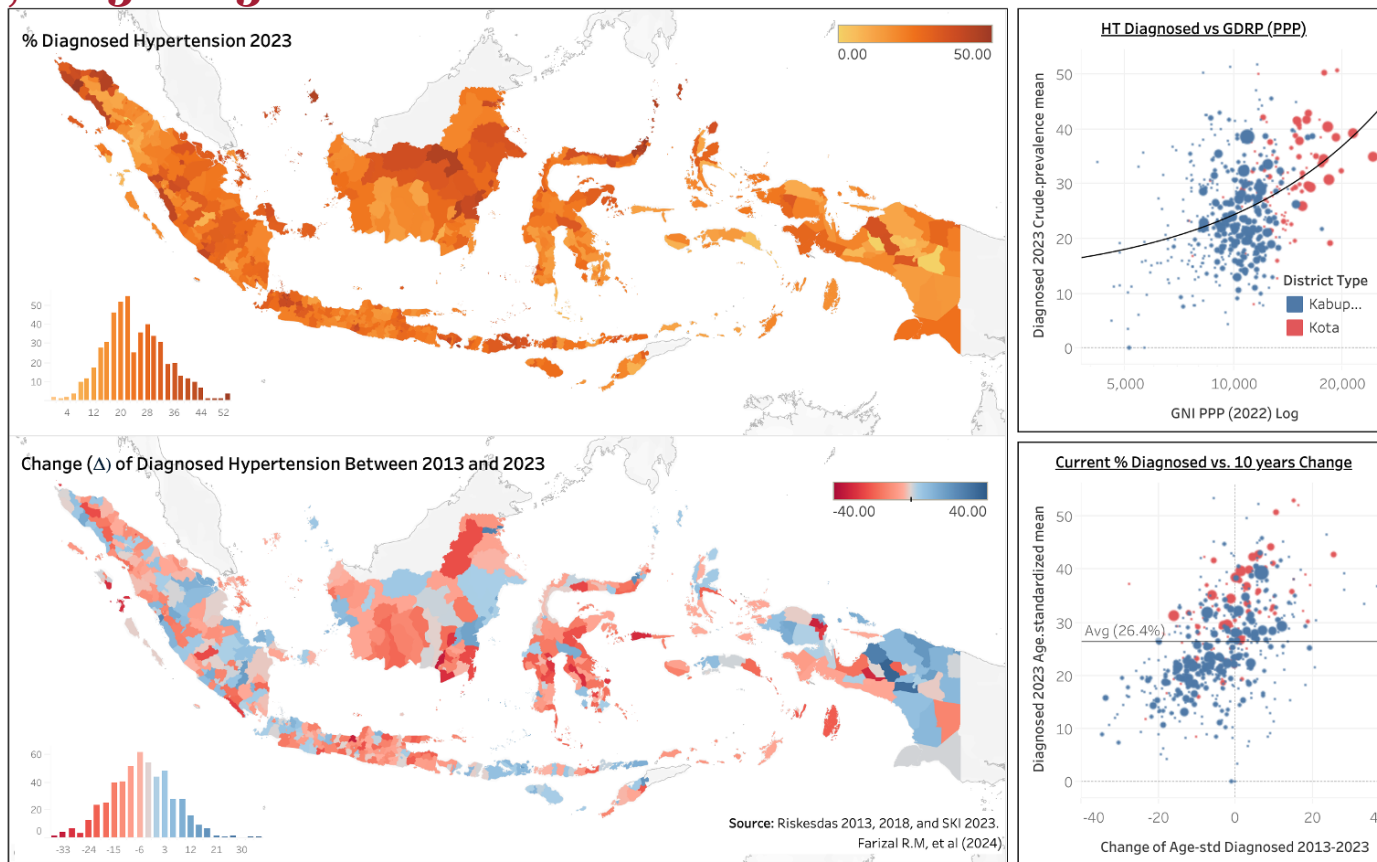 % Diagnosed Hypertension 2023
0.00 50.00
50
40
30
20
10
4 12 20 28 36 44 52
Change (Δ) of Diagnosed Hypertension Between 2013 and 2023
-40.00 40.00
60
40
20
0
-33 -24 -15 -6 3 12 21 30
Source: Riskesdas 2013, 2018, and SKI 2023.
Farizal R.M, et al (2024)
HT Diagnosed vs GDRP (PPP)
Diagnosed 2023 Crude.prevalence mean
50
40
30
20
10
0
District Type
Kabup...
Kota
5,000 10,000 20,000
GNI PPP (2022) Log
Current % Diagnosed vs. 10 years Change
Diagnosed 2023 Age.standardized mean
50
40
30
Avg (26.4%)
20
10
0
-40 -20 0 20
Change of Age-std Diagnosed 2013-2023